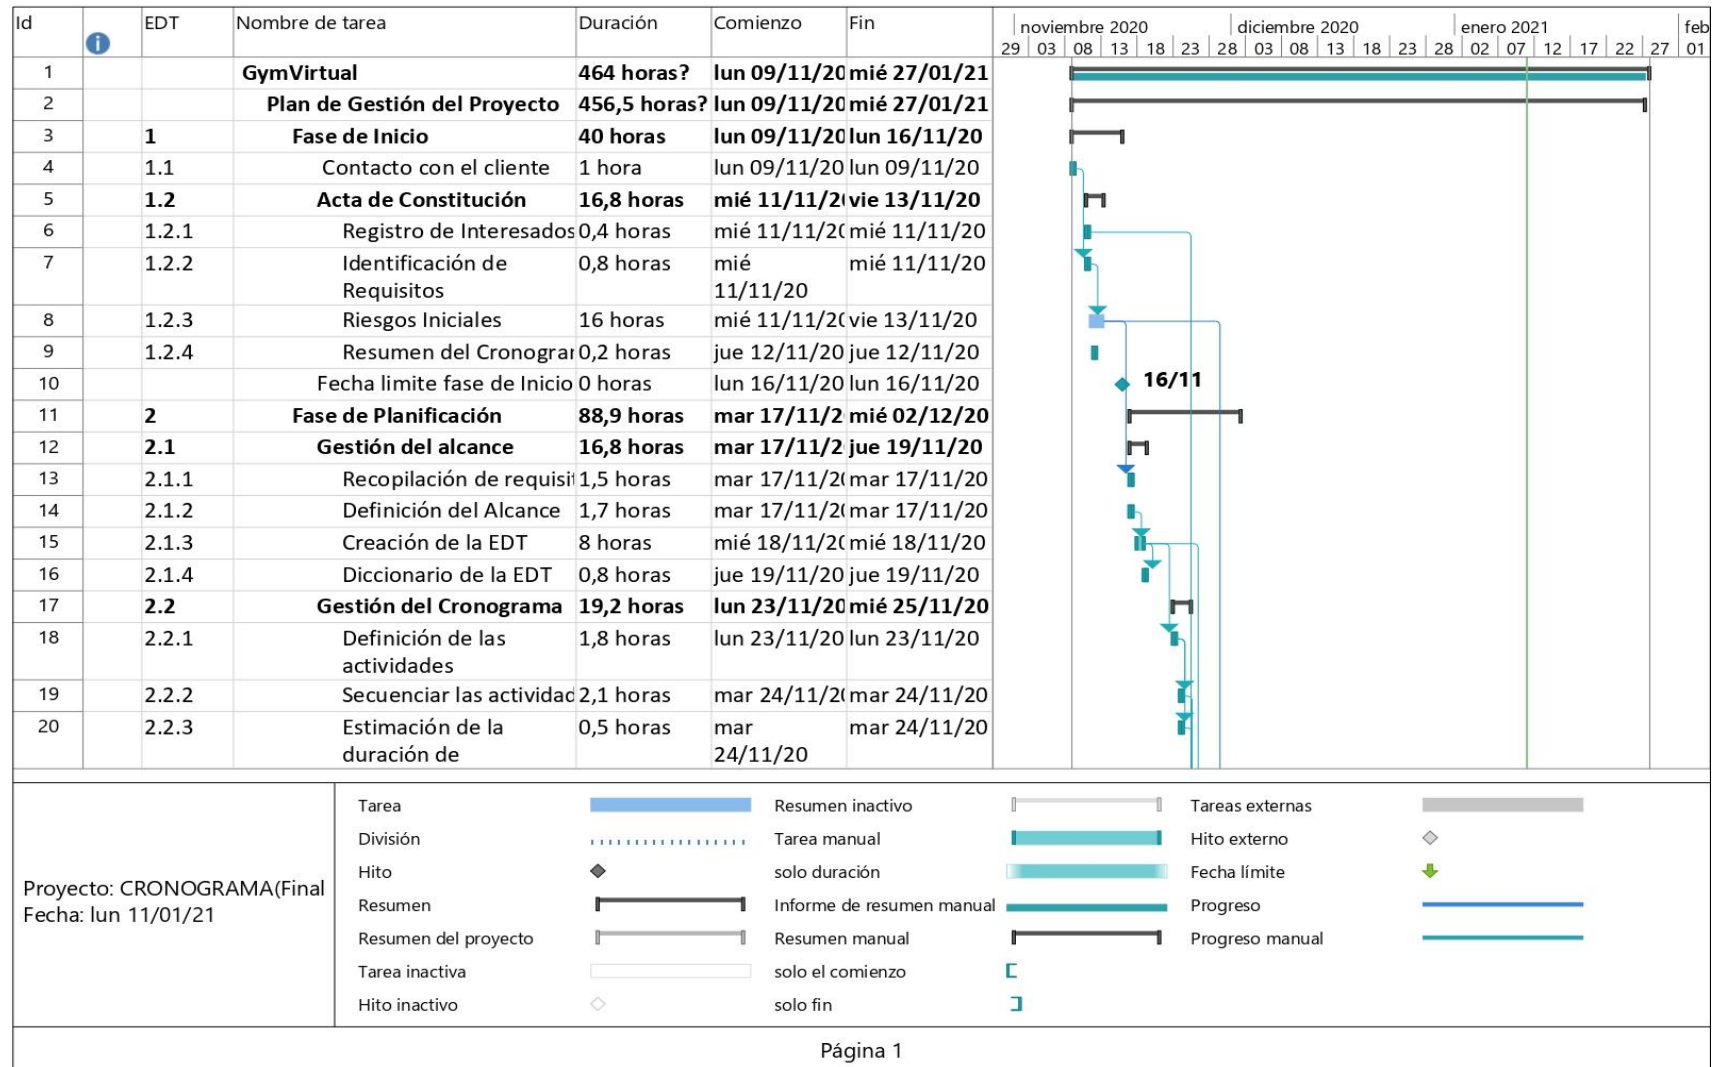 Id EDT Nombre de tarea Duración Comienzo Fin
noviembre 2020 diciembre 2020 enero 2021 feb
29 03 08 13 18 23 28 03 08 13 18 23 28 02 07 12 17 22 27 01
1 GymVirtual 464 horas? lun 09/11/20 mié 27/01/21
2 Plan de Gestión del Proyecto 456,5 horas? lun 09/11/20 mié 27/01/21
3 1 Fase de Inicio 40 horas lun 09/11/20 lun 16/11/20
4 1.1 Contacto con el cliente 1 hora lun 09/11/20 lun 09/11/20
5 1.2 Acta de Constitución 16,8 horas mié 11/11/20 vie 13/11/20
6 1.2.1 Registro de Interesados 0,4 horas mié 11/11/20 mié 11/11/20
7 1.2.2 Identificación de 0,8 horas mié mié 11/11/20
Requisitos 11/11/20
8 1.2.3 Riesgos Iniciales 16 horas mié 11/11/20 vie 13/11/20
9 1.2.4 Resumen del Cronogra 0,2 horas jue 12/11/20 jue 12/11/20
10 Fecha limite fase de Inicio 0 horas lun 16/11/20 lun 16/11/20 16/11
11 2 Fase de Planificación 88,9 horas mar 17/11/2 mié 02/12/20
12 2.1 Gestión del alcance 16,8 horas mar 17/11/2 jue 19/11/20
13 2.1.1 Recopilación de requisi 1,5 horas mar 17/11/20 mar 17/11/20
14 2.1.2 Definición del Alcance 1,7 horas mar 17/11/20 mar 17/11/20
15 2.1.3 Creación de la EDT 8 horas mié 18/11/20 mié 18/11/20
16 2.1.4 Diccionario de la EDT 0,8 horas jue 19/11/20 jue 19/11/20
17 2.2 Gestión del Cronograma 19,2 horas lun 23/11/20 mié 25/11/20
18 2.2.1 Definición de las 1,8 horas lun 23/11/20 lun 23/11/20
actividades
19 2.2.2 Secuenciar las actividad 2,1 horas mar 24/11/20 mar 24/11/20
20 2.2.3 Estimación de la 0,5 horas mar mar 24/11/20
duración de 24/11/20
Proyecto: CRONOGRAMA(Final
Fecha: lun 11/01/21
Tarea Resumen inactivo Tareas externas
División Tarea manual Hito externo
Hito solo duración Fecha límite
Resumen Informe de resumen manual Progreso
Resumen del proyecto Resumen manual Progreso manual
Tarea inactiva solo el comienzo
Hito inactivo solo fin
Página 1